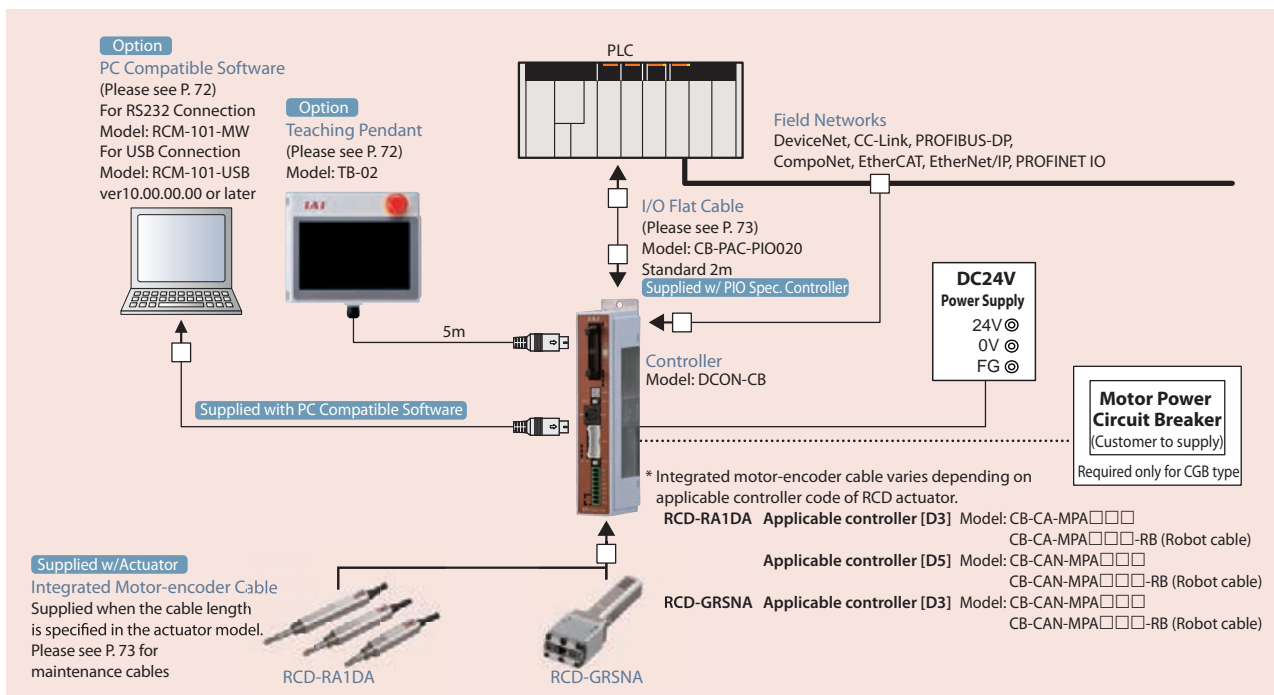 Option
PC Compatible Software
(Please see P. 72)
For RS232 Connection
Model: RCM-101-MW
For USB Connection
Model: RCM-101-USB
ver10.00.00.00 or later
Option
Teaching Pendant
(Please see P. 72)
Model: TB-02
IAI
5m
Supplied with PC Compatible Software
PLC
Field Networks
DeviceNet, CC-Link, PROFIBUS-DP,
CompoNet, EtherCAT, EtherNet/IP, PROFINET IO
I/O Flat Cable
(Please see P. 73)
Model: CB-PAC-PIO020
Standard 2m
Supplied w/ PIO Spec. Controller
IAI
Controller
Model: DCON-CB
DC24V
Power Supply
24V
0V
FG
Motor Power
Circuit Breaker
(Customer to supply)
Required only for CGB type
* Integrated motor-encoder cable varies depending on
applicable controller code of RCD actuator.
RCD-RA1DA Applicable controller [D3] Model: CB-CA-MPA□□□
CB-CA-MPA□□□-RB (Robot cable)
Applicable controller [D5] Model: CB-CAN-MPA□□□
CB-CAN-MPA□□□-RB (Robot cable)
RCD-GRSNA Applicable controller [D3] Model: CB-CAN-MPA□□□
CB-CAN-MPA□□□-RB (Robot cable)
Supplied w/Actuator
Integrated Motor-encoder Cable
Supplied when the cable length
is specified in the actuator model.
Please see P. 73 for
maintenance cables
RCD-RA1DA
RCD-GRSNA